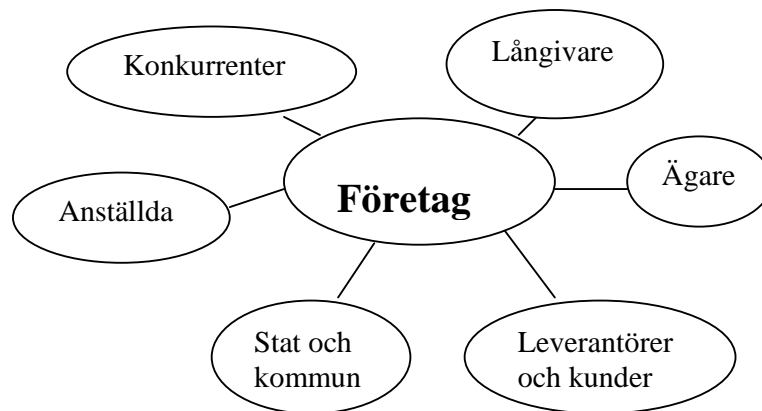 Konkurrenter
Långivare
Företag
Ägare
Anställda
Stat och
kommun
Leverantörer
och kunder